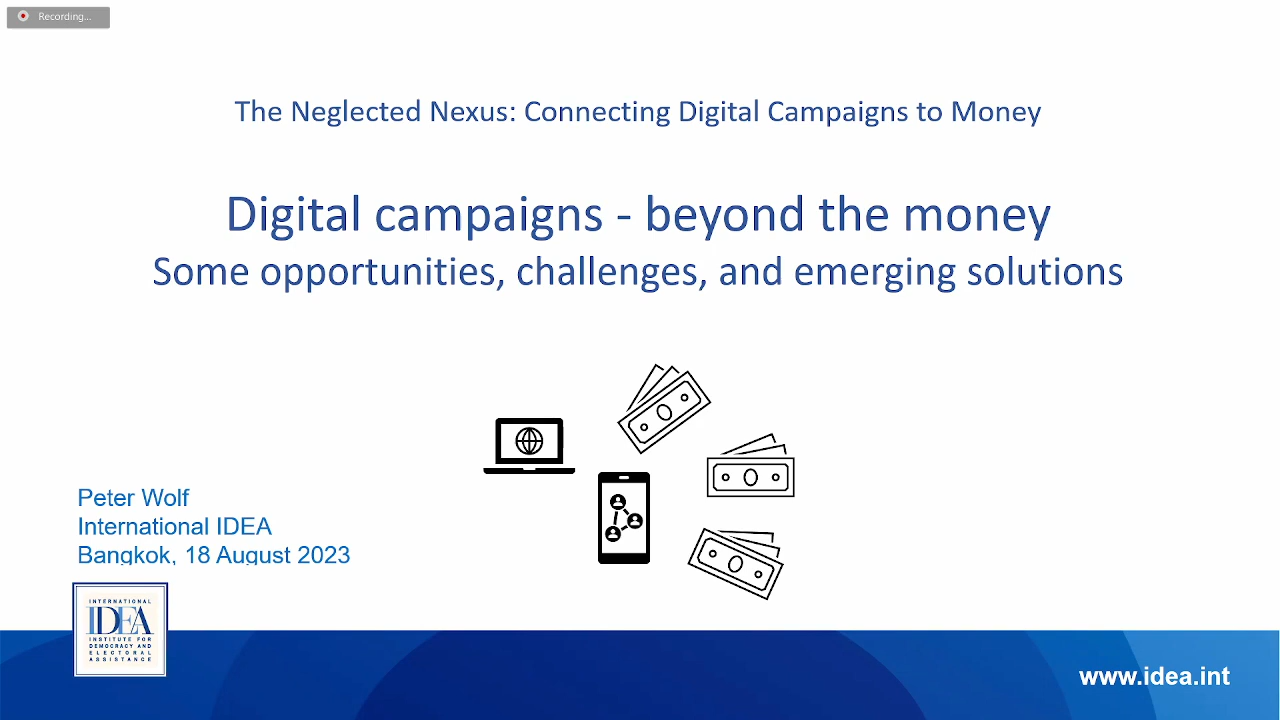 Recording...
The Neglected Nexus: Connecting Digital Campaigns to Money
Digital campaigns - beyond the money
Some opportunities, challenges, and emerging solutions
Peter Wolf
International IDEA
Bangkok, 18 August 2023
INTERNATIONAL
IDEA
INSTITUTE FOR
DEMOCRACY AND
ELECTORAL
ASSISTANCE
www.idea.int